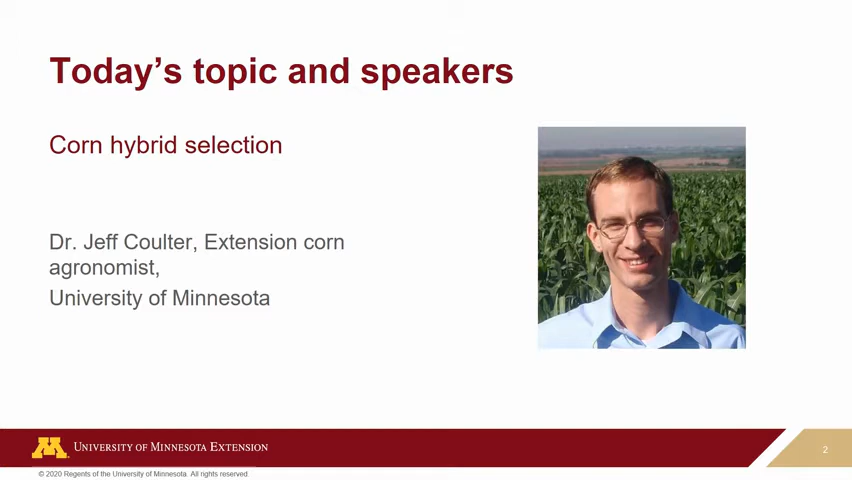 Today’s topic and speakers
Corn hybrid selection
Dr. Jeff Coulter, Extension corn
agronomist,
University of Minnesota
M
UNIVERSITY OF MINNESOTA EXTENSION
2
© 2020 Regents of the University of Minnesota. All rights reserved.